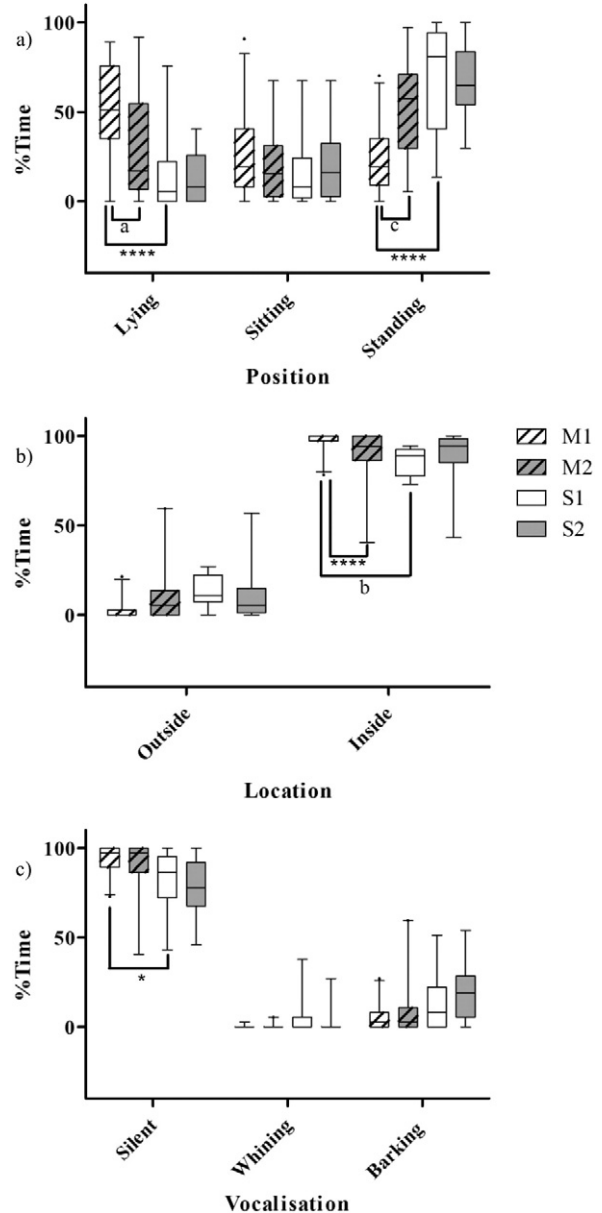 a)
100
50
0
%Time
a
****
c
****
Lying
Sitting
Standing
Position
b)
100
50
0
%Time
****
b
Outside
Inside
Location
M1
M2
S1
S2
c)
100
50
0
%Time
*
Silent
Whining
Barking
Vocalisation